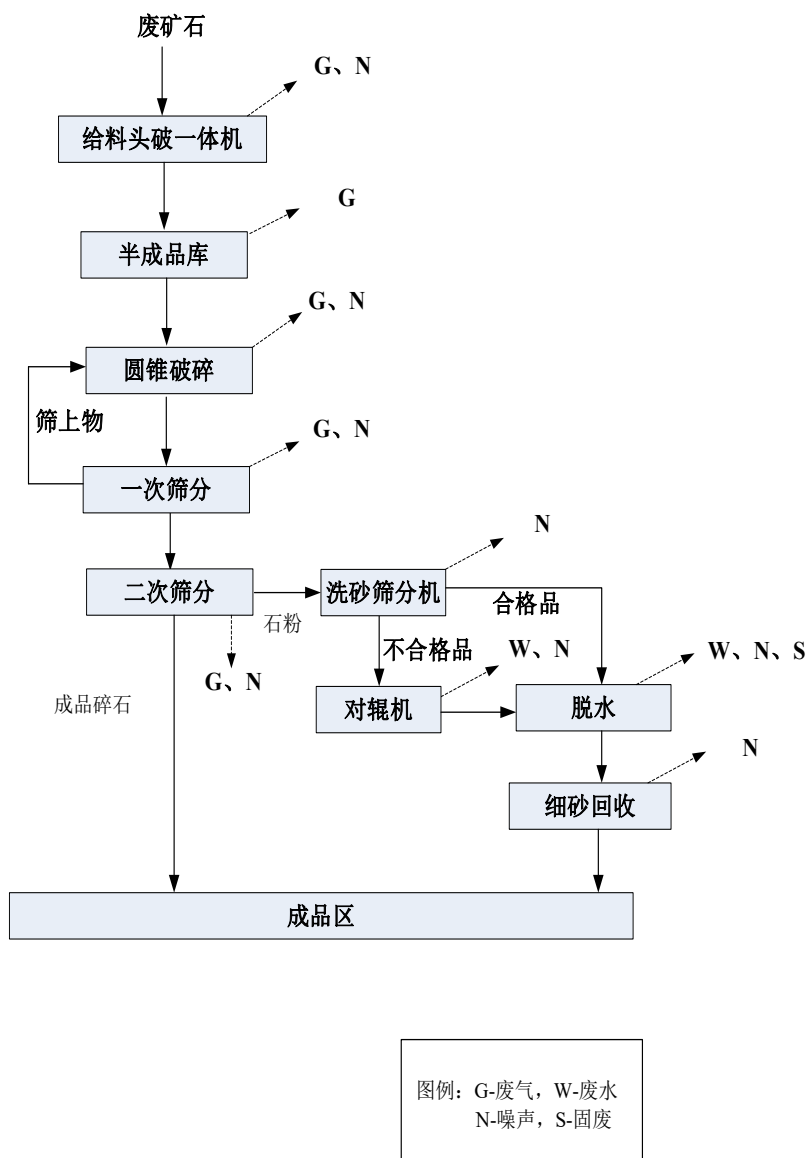 废矿石
G、N
给料头破一体机
G
半成品库
G、N
圆锥破碎
筛上物
G、N
一次筛分
N
二次筛分
石粉
洗砂筛分机
合格品
不合格品
G、N
W、N
W、N、S
成品碎石
对辊机
脱水
N
细砂回收
成品区
图例：G-废气，W-废水
N-噪声，S-固废